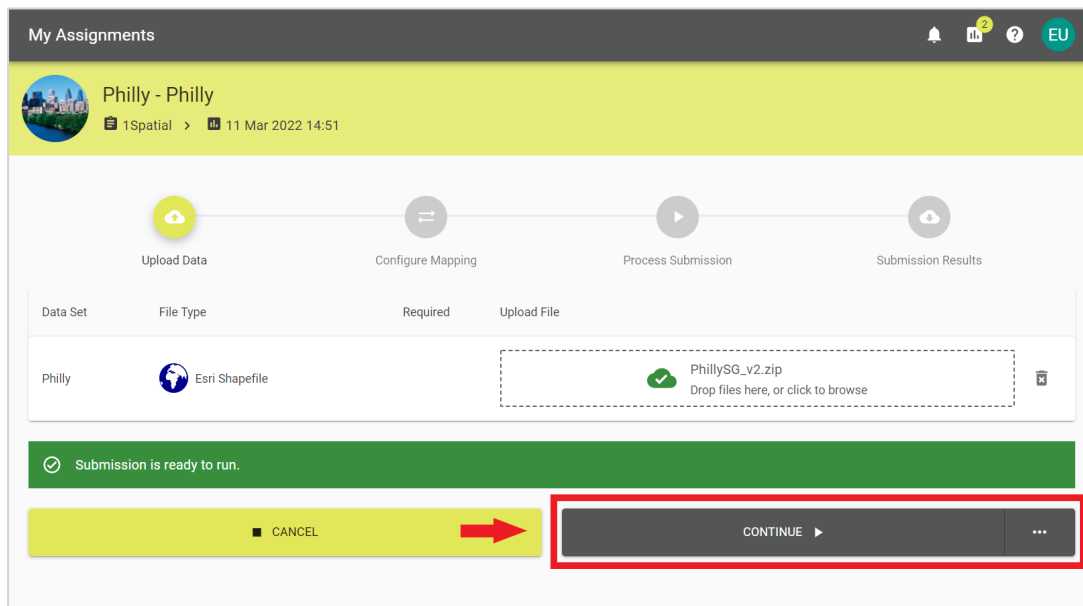 My Assignments
2
EU
Philly - Philly
1Spatial > 11 Mar 2022 14:51
Upload Data
Configure Mapping
Process Submission
Submission Results
Data Set File Type Required Upload File
Philly Esri Shapefile
PhillySG_v2.zip
Drop files here, or click to browse
Submission is ready to run.
CANCEL
CONTINUE